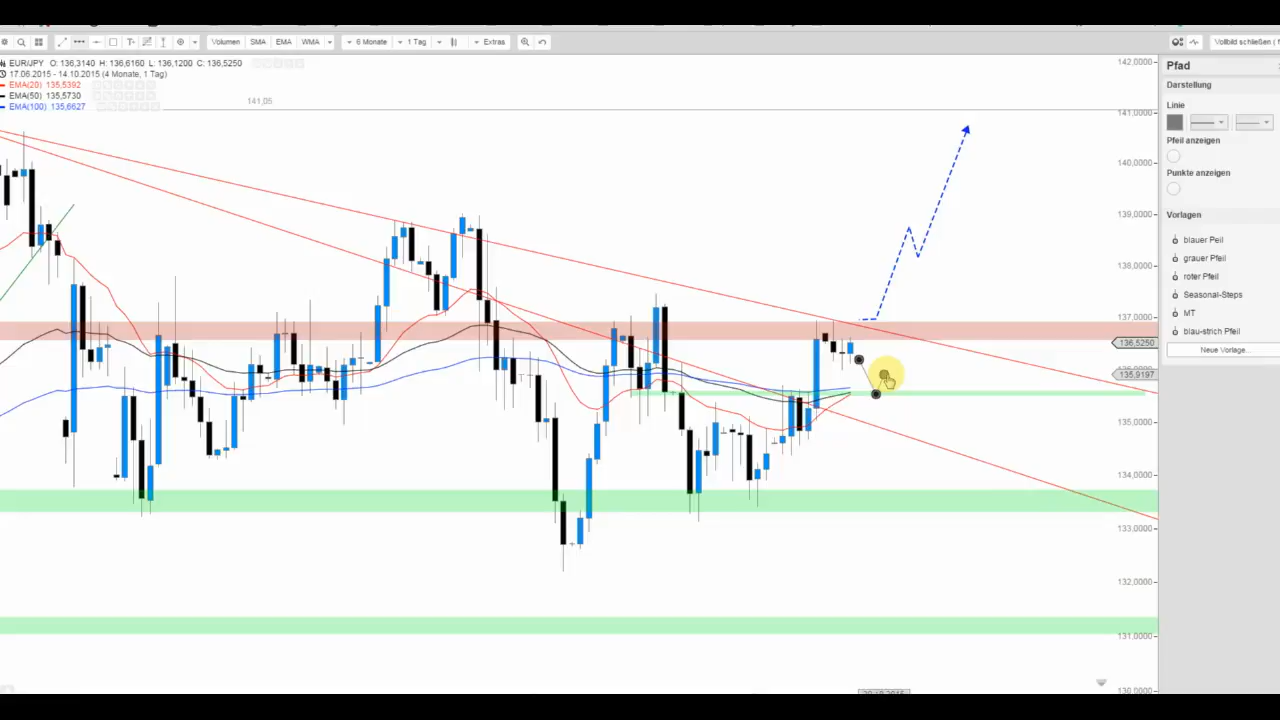 Volumen SMA EMA WMA 6 Monate 1 Tag Extras Vollbild schließen (
EUR/JPY O: 136,3140 H: 136,6160 L: 136,1200 C: 136,5250
17.06.2015 - 14.10.2015 (4 Monate, 1 Tag)
EMA(20) 135,5392
EMA(50) 135,5730
EMA(100) 135,6627
141,05
142,0000
141,0000
140,0000
139,0000
138,0000
137,0000
136,5250
135,9197
135,0000
134,0000
133,0000
132,0000
131,0000
130,0000
Pfad
Darstellung
Linie
Pfeil anzeigen
Punkte anzeigen
Vorlagen
blauer Peil
grauer Pfeil
roter Pfeil
Seasonal-Steps
MT
blau-strich Pfeil
Neue Vorlage...